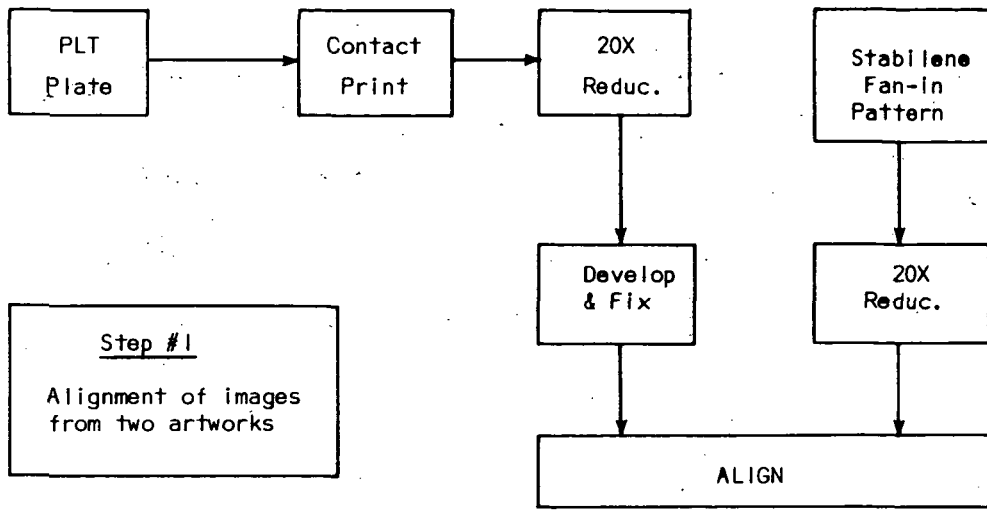 PLT
Plate
Contact
Print
20X
Reduc.
Stabilene
Fan-in
Pattern
Develop
& Fix
20X
Reduc.
Step #1
Alignment of images
from two artworks
ALIGN